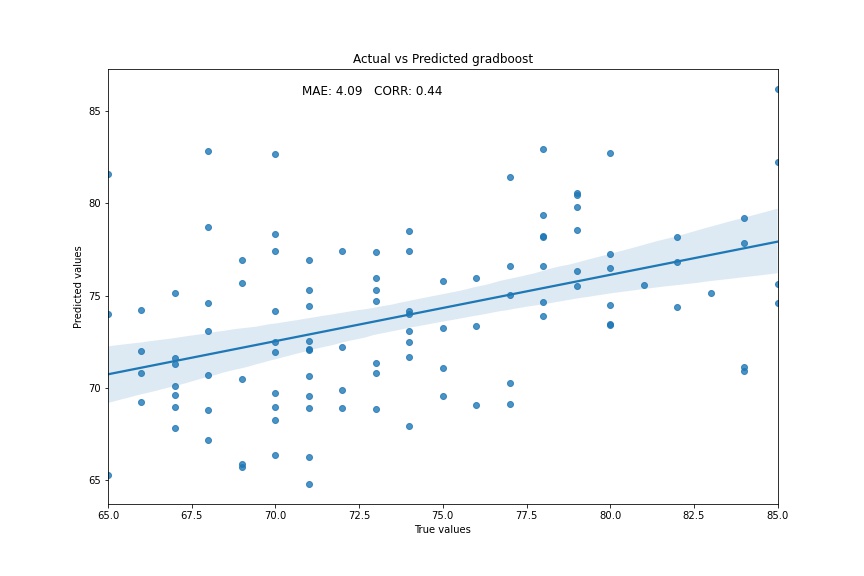 Actual vs Predicted gradboost
MAE: 4.09   CORR: 0.44
Predicted values
85
80
75
70
65
65.0 67.5 70.0 72.5 75.0 77.5 80.0 82.5 85.0
True values